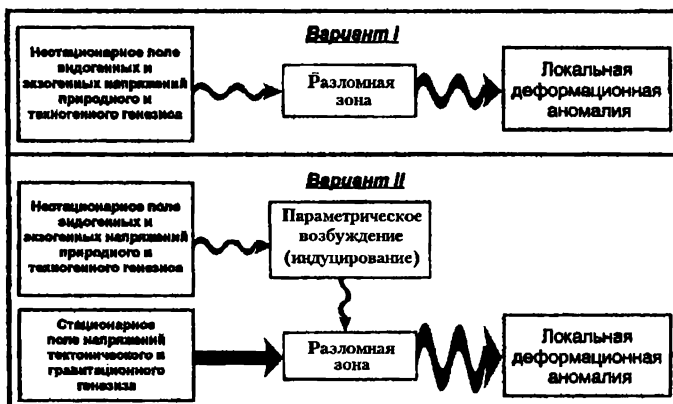 Вариант I
Нестационарное поле
эндогенных и
экзогенных напряжений
природного и
техногенного генезиса
Разломная
зона
Локальная
деформационная
аномалия
Вариант II
Нестационарное поле
эндогенных и
экзогенных напряжений
природного и
техногенного генезиса
Параметрическое
возбуждение
(индуцирование)
Стационарное
поле напряжений
тектонического и
гравитационного
генезиса
Разломная
зона
Локальная
деформационная
аномалия